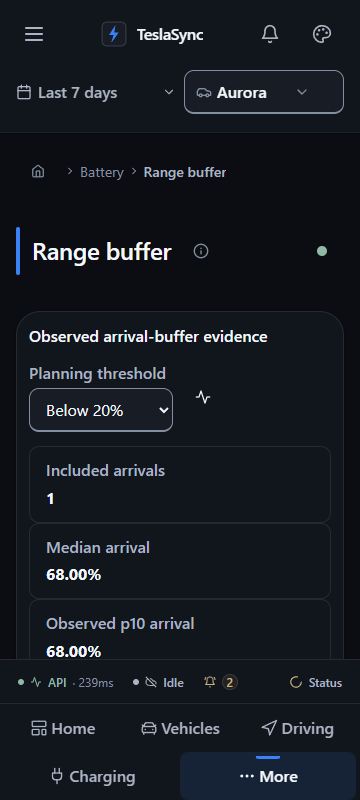 TeslaSync
Last 7 days
Aurora
Battery
Range buffer
Range buffer
Observed arrival-buffer evidence
Planning threshold
Below 20%
Included arrivals
1
Median arrival
68.00%
Observed p10 arrival
68.00%
API · 239ms
Idle
2
Status
Home
Vehicles
Driving
Charging
More